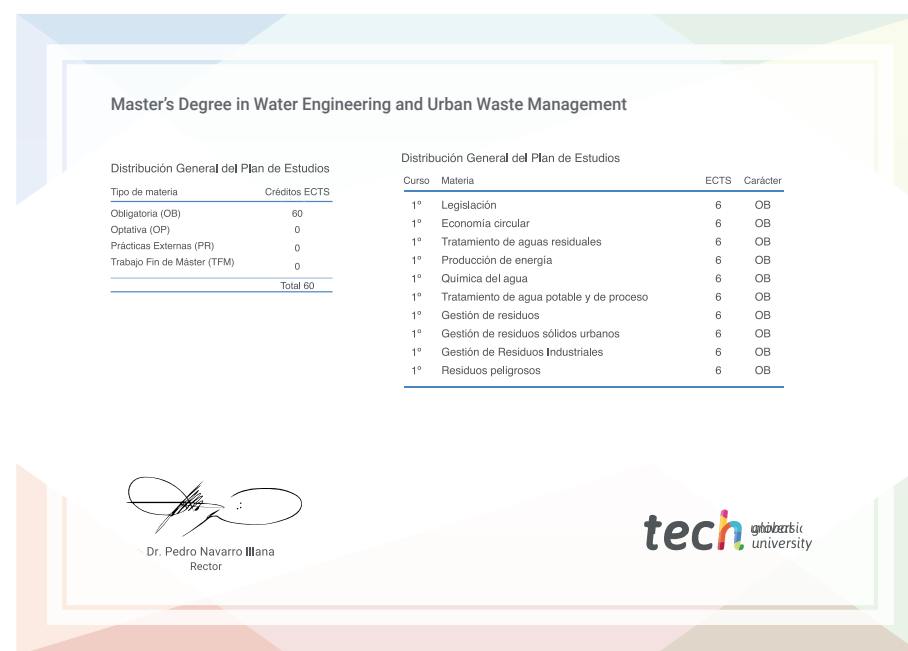 Master's Degree in Water Engineering and Urban Waste Management
Distribución General del Plan de Estudios
Tipo de materia Créditos ECTS
Obligatoria (OB) 60
Optativa (OP) 0
Prácticas Externas (PR) 0
Trabajo Fin de Máster (TFM) 0
Total 60
Distribución General del Plan de Estudios
Curso Materia ECTS Carácter
1º Legislación 6 OB
1º Economía circular 6 OB
1º Tratamiento de aguas residuales 6 OB
1º Producción de energía 6 OB
1º Química del agua 6 OB
1º Tratamiento de agua potable y de proceso 6 OB
1º Gestión de residuos 6 OB
1º Gestión de residuos sólidos urbanos 6 OB
1º Gestión de Residuos Industriales 6 OB
1º Residuos peligrosos 6 OB
Dr. Pedro Navarro Illana
Rector
tech
university